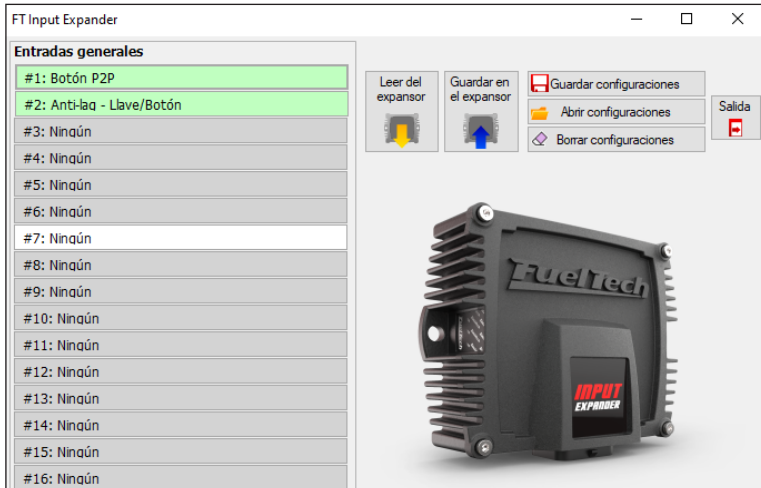 FT Input Expander
Entradas generales
#1: Botón P2P
#2: Anti-lag - Llave/Botón
#3: Ningún
#4: Ningún
#5: Ningún
#6: Ningún
#7: Ningún
#8: Ningún
#9: Ningún
#10: Ningún
#11: Ningún
#12: Ningún
#13: Ningún
#14: Ningún
#15: Ningún
#16: Ningún
Leer del
expansor
Guardar en
el expansor
Guardar configuraciones
Abrir configuraciones
Borrar configuraciones
Salida
FuelTech
INPUT
EXPANDER